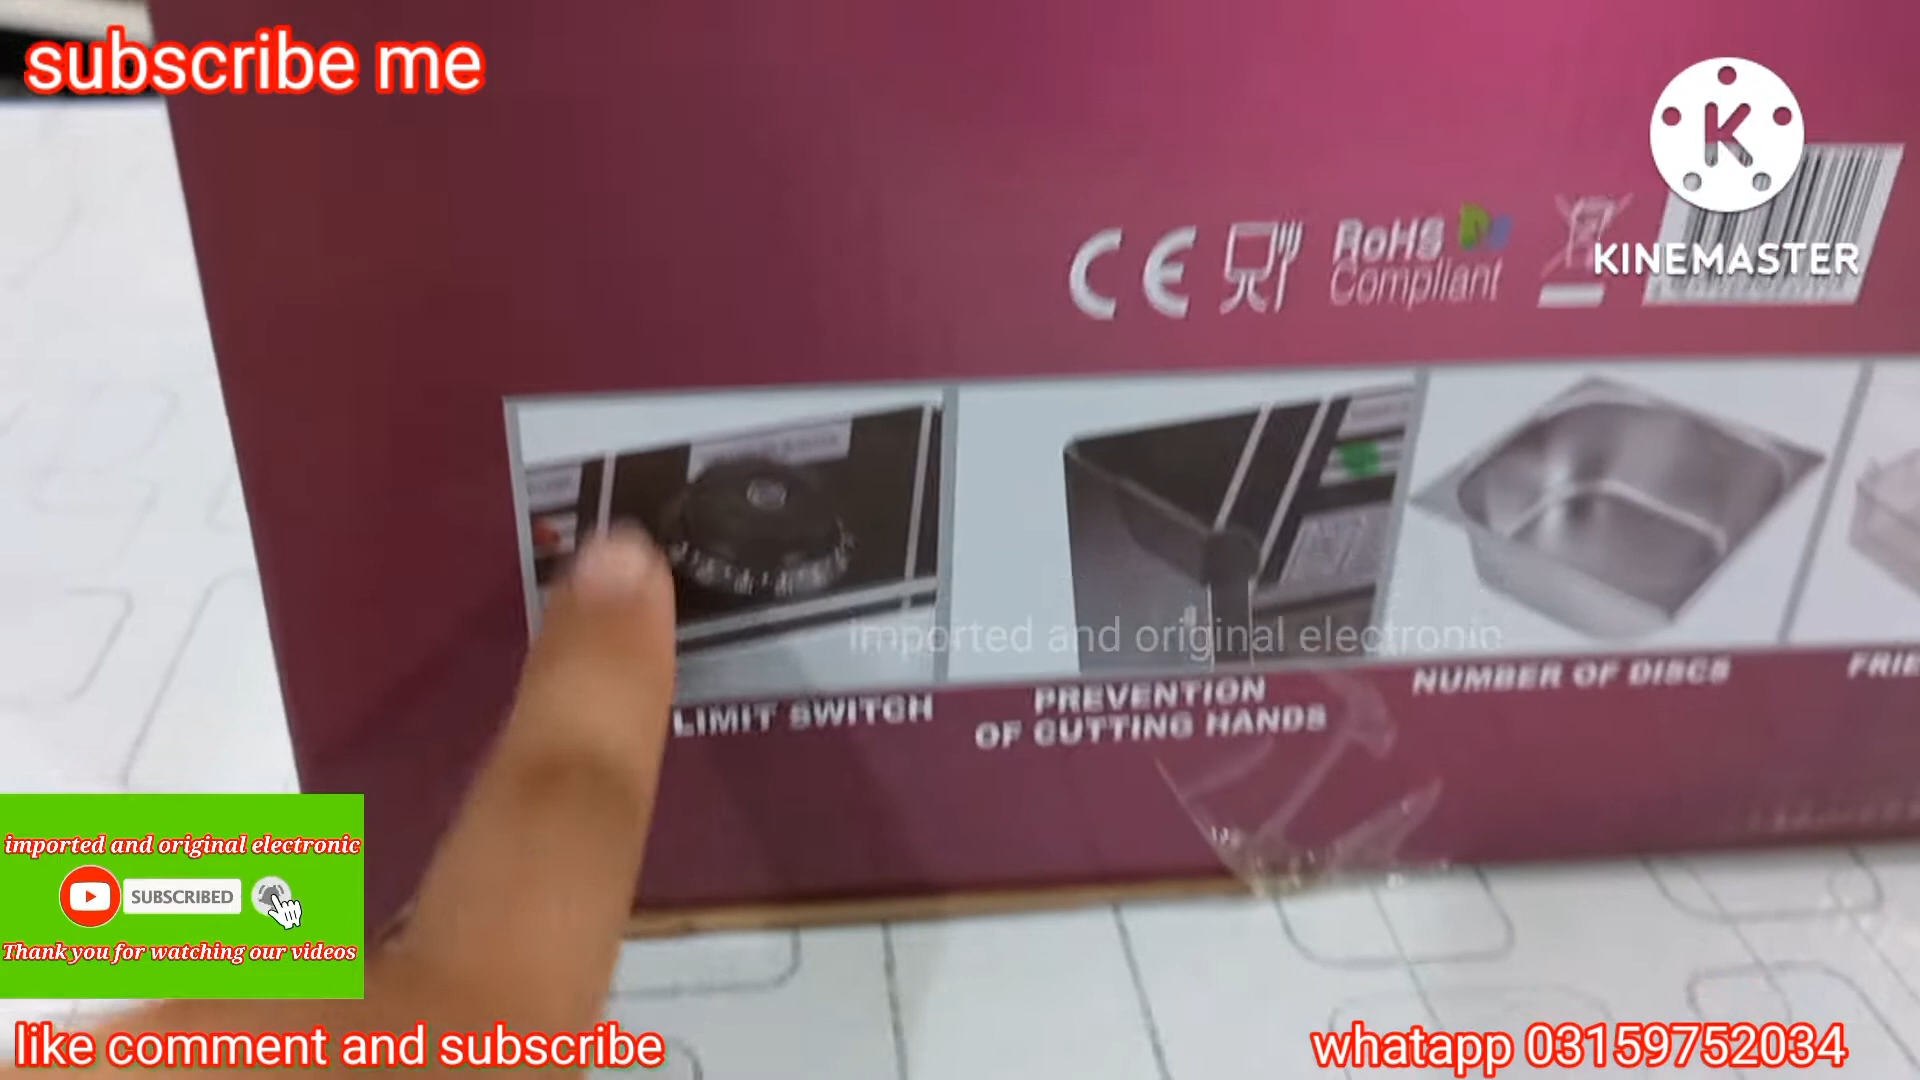 subscribe me
K
KINEMASTER
CE
RoHS
Compliant
imported and original electronic
LIMIT SWITCH
PREVENTION
OF CUTTING HANDS
NUMBER OF DISCS
FRIE
imported and original electronic
SUBSCRIBED
Thank you for watching our videos
like comment and subscribe
whatapp 03159752034